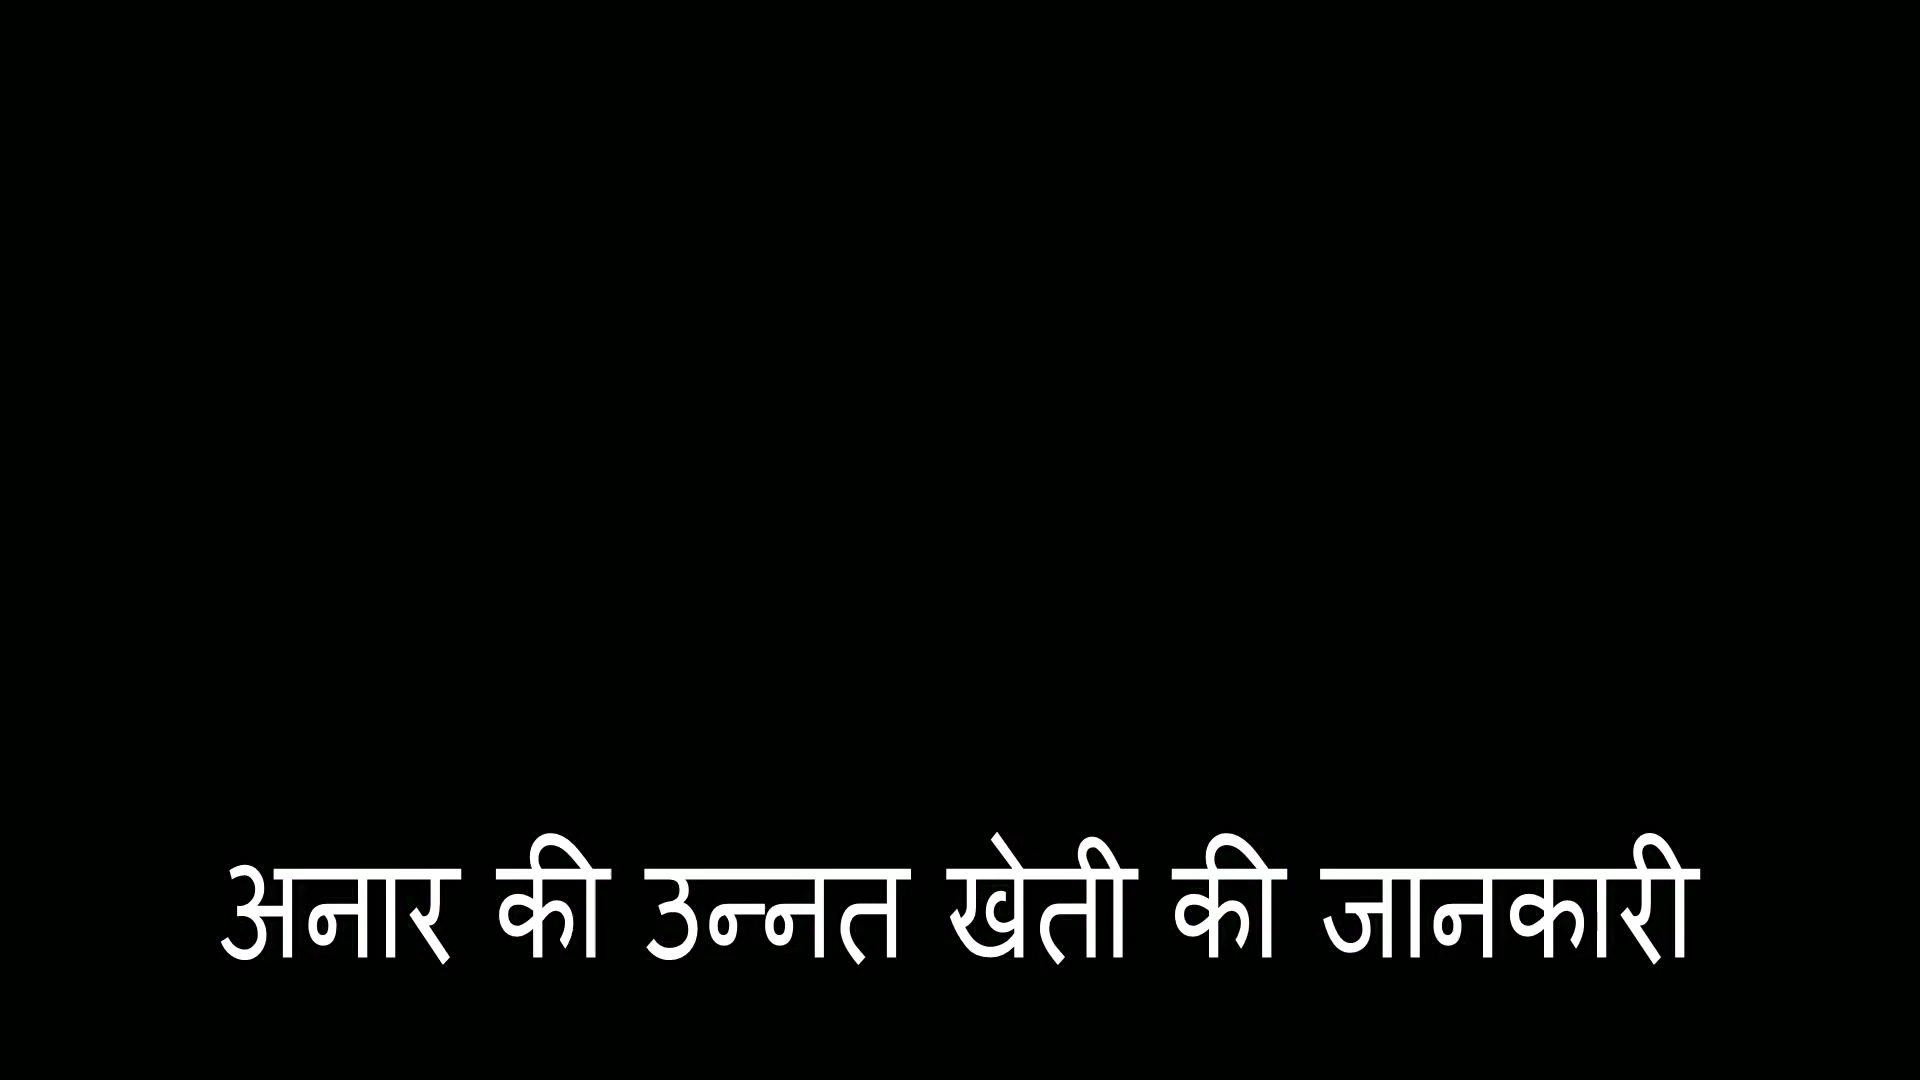 अनार की उन्नत खेती की जानकारी